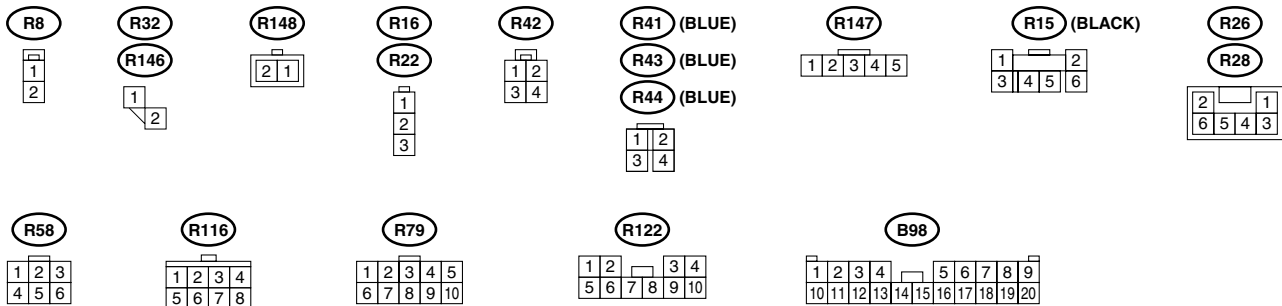 R8 R32 R148 R16 R42 R41 (BLUE) R147 R15 (BLACK) R26
R146 R22 R43 (BLUE) R28
R44 (BLUE)
1
2
1
2
2 1
1
2
3
1 2
3 4
1 2
3 4
1 2 3 4 5
1 2
3 4 5 6
2 1
6 5 4 3
R58 R116 R79 R122 B98
1 2 3
4 5 6
1 2 3 4
5 6 7 8
1 2 3 4 5
6 7 8 9 10
1 2 3 4
5 6 7 8 9 10
1 2 3 4 5 6 7 8 9
10 11 12 13 14 15 16 17 18 19 20